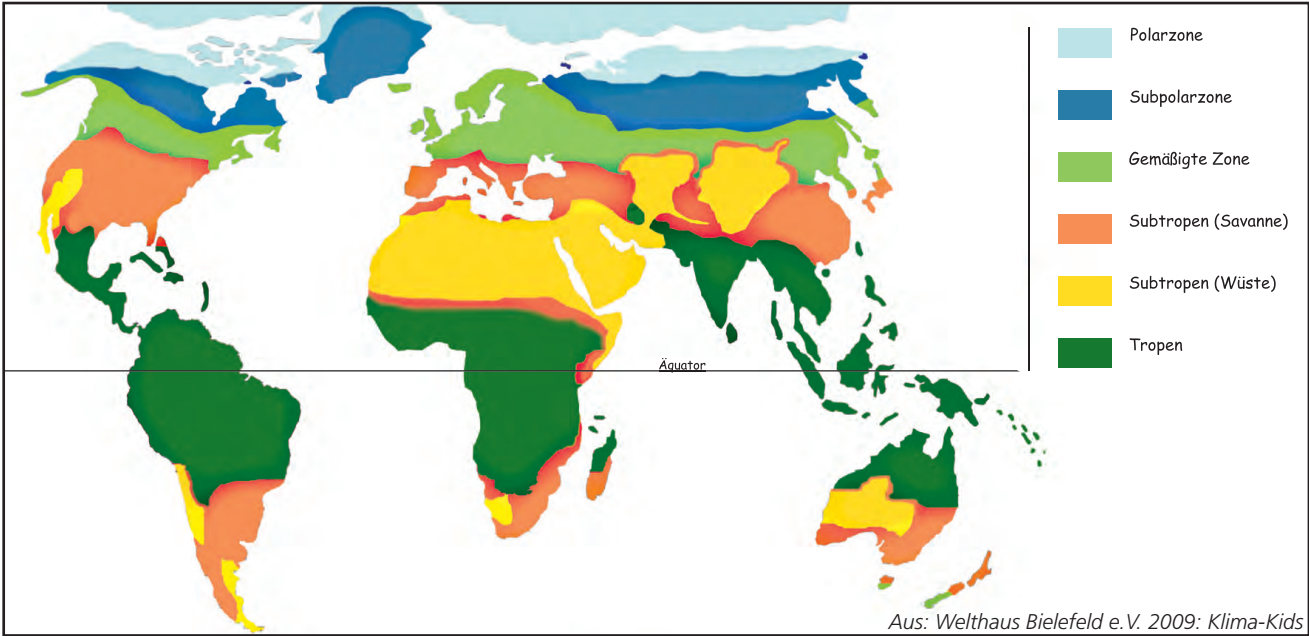 Polarzone
Subpolarzone
Gemäßigte Zone
Subtropen (Savanne)
Subtropen (Wüste)
Tropen
Äquator
Aus: Welthaus Bielefeld e.V. 2009: Klima-Kids